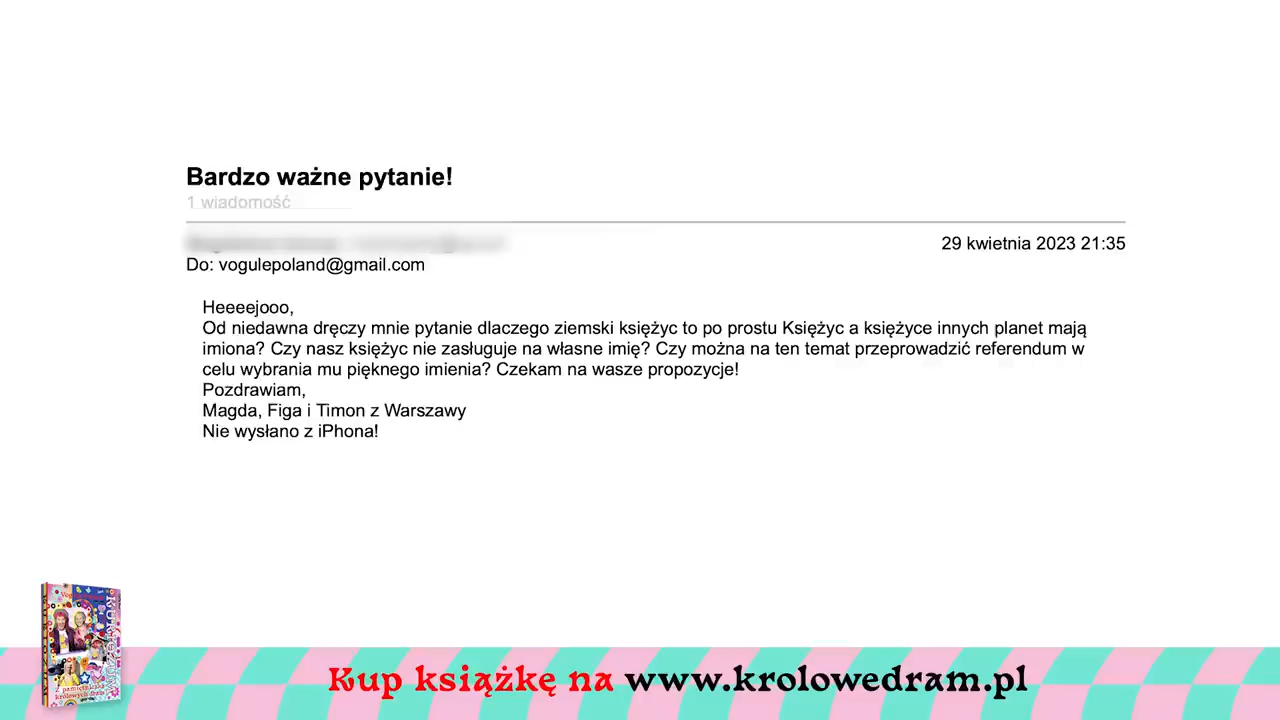 Bardzo ważne pytanie!
1 wiadomość
29 kwietnia 2023 21:35
Do: vogulepoland@gmail.com
Heeeejooo,
Od niedawna dręczy mnie pytanie dlaczego ziemski księżyc to po prostu Księżyc a księżyce innych planet mają
imiona? Czy nasz księżyc nie zasługuje na własne imię? Czy można na ten temat przeprowadzić referendum w
celu wybrania mu pięknego imienia? Czekam na wasze propozycje!
Pozdrawiam,
Magda, Figa i Timon z Warszawy
Nie wysłano z iPhona!
Z pamiętnika
królowych dram
Kup książkę na www.krolowedram.pl